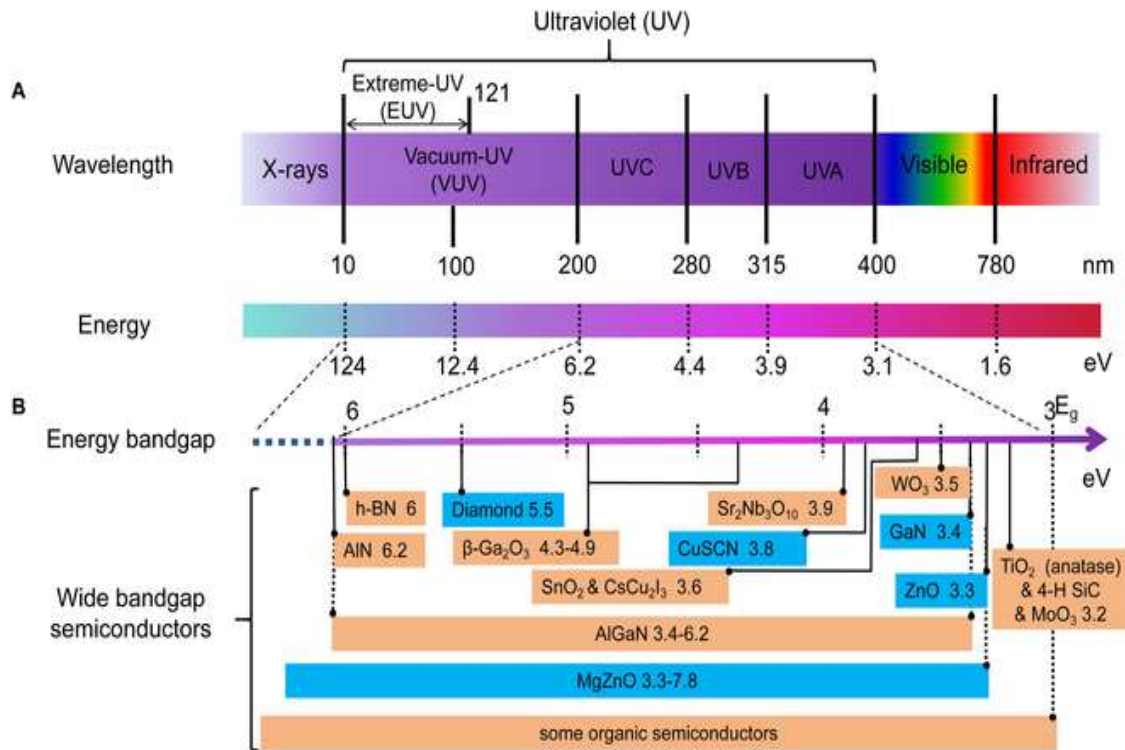 Ultraviolet (UV)
A
Extreme-UV
(EUV)
121
Wavelength
X-rays
Vacuum-UV
(VUV)
UVC
UVB
UVA
Visible
Infrared
10 100 200 280 315 400 780 nm
Energy
124 12.4 6.2 4.4 3.9 3.1 1.6 eV
B
Energy bandgap
6 5 4 3 Eg
eV
h-BN 6
Diamond 5.5
Sr2Nb3O10 3.9
WO3 3.5
AlN 6.2
β-Ga2O3 4.3-4.9
CuSCN 3.8
GaN 3.4
SnO2 & CsCu2I3 3.6
ZnO 3.3
TiO2 (anatase)
& 4-H SiC
& MoO3 3.2
Wide bandgap
semiconductors
AlGaN 3.4-6.2
MgZnO 3.3-7.8
some organic semiconductors